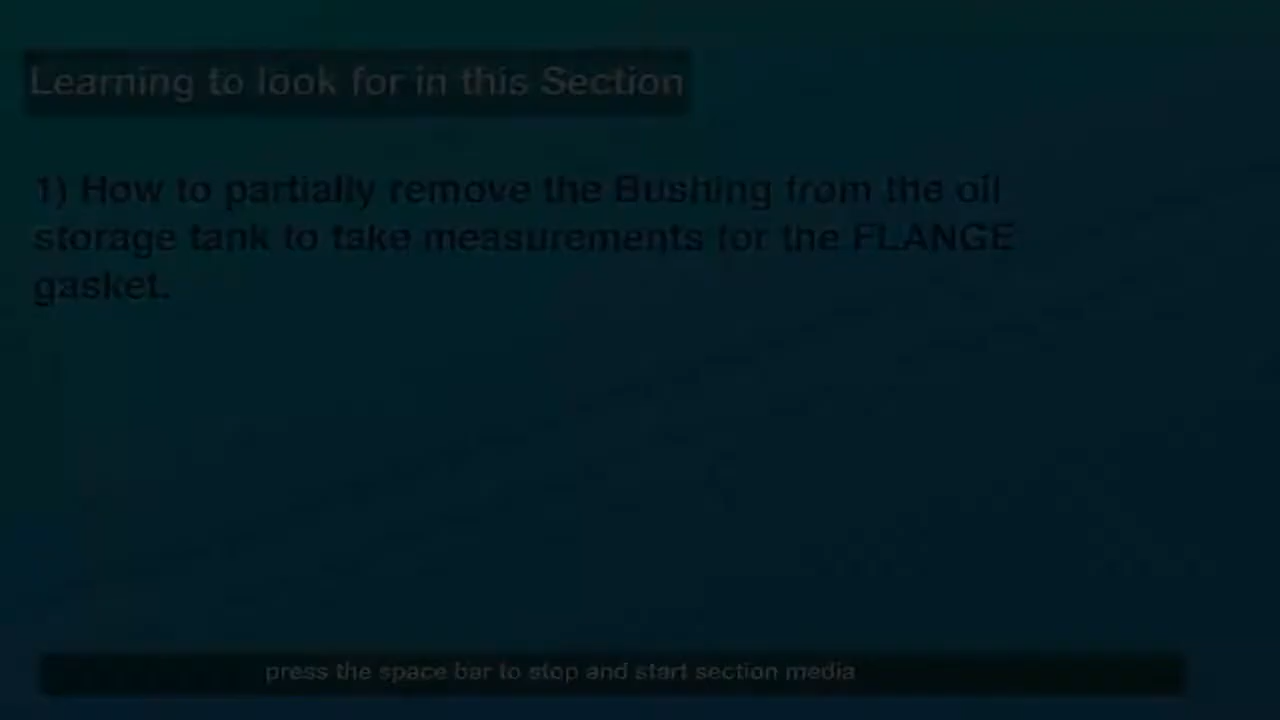 Learning to look for in this Section
1) How to partially remove the Bushing from the oil
storage tank to take measurements for the FLANGE
gasket.
press the space bar to stop and start section media